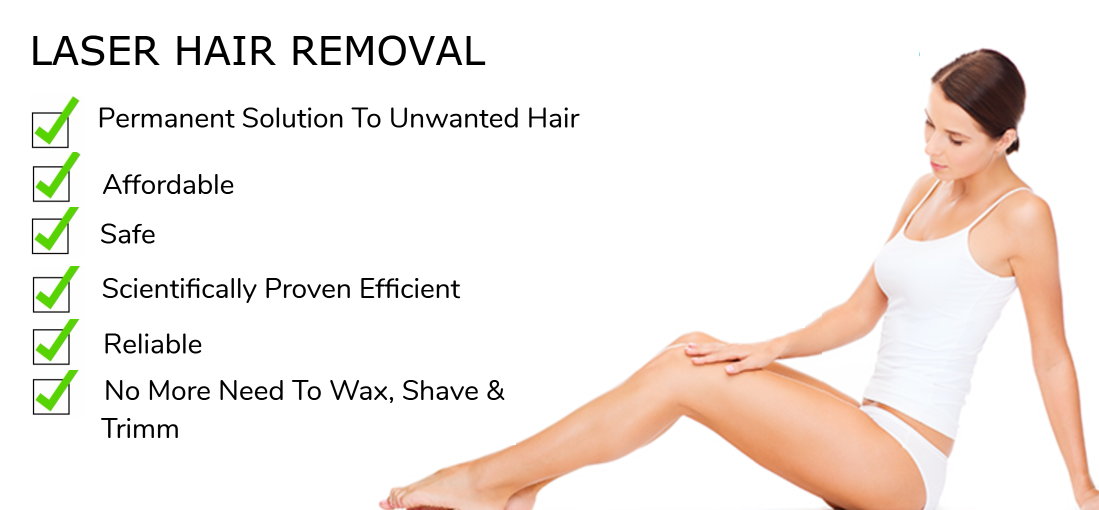 LASER HAIR REMOVAL
Permanent Solution To Unwanted Hair
Affordable
Safe
Scientifically Proven Efficient
Reliable
No More Need To Wax, Shave &
Trimm